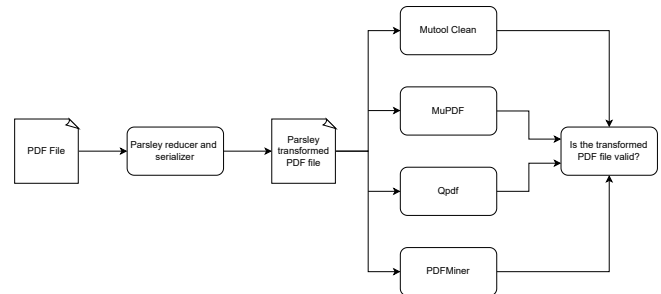 PDF File
Parsley reducer and
serializer
Parsley
transformed
PDF file
Mutool Clean
MuPDF
Qpdf
PDFMiner
Is the transformed
PDF file valid?